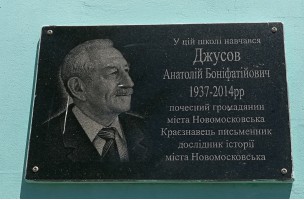 У цій школі навчався
Джусов
Анатолій Боніфатійович
1937-2014рр
почесний громадянин
міста Новомосковська
Краєзнавець письменник
дослідник історії
міста Новомосковська